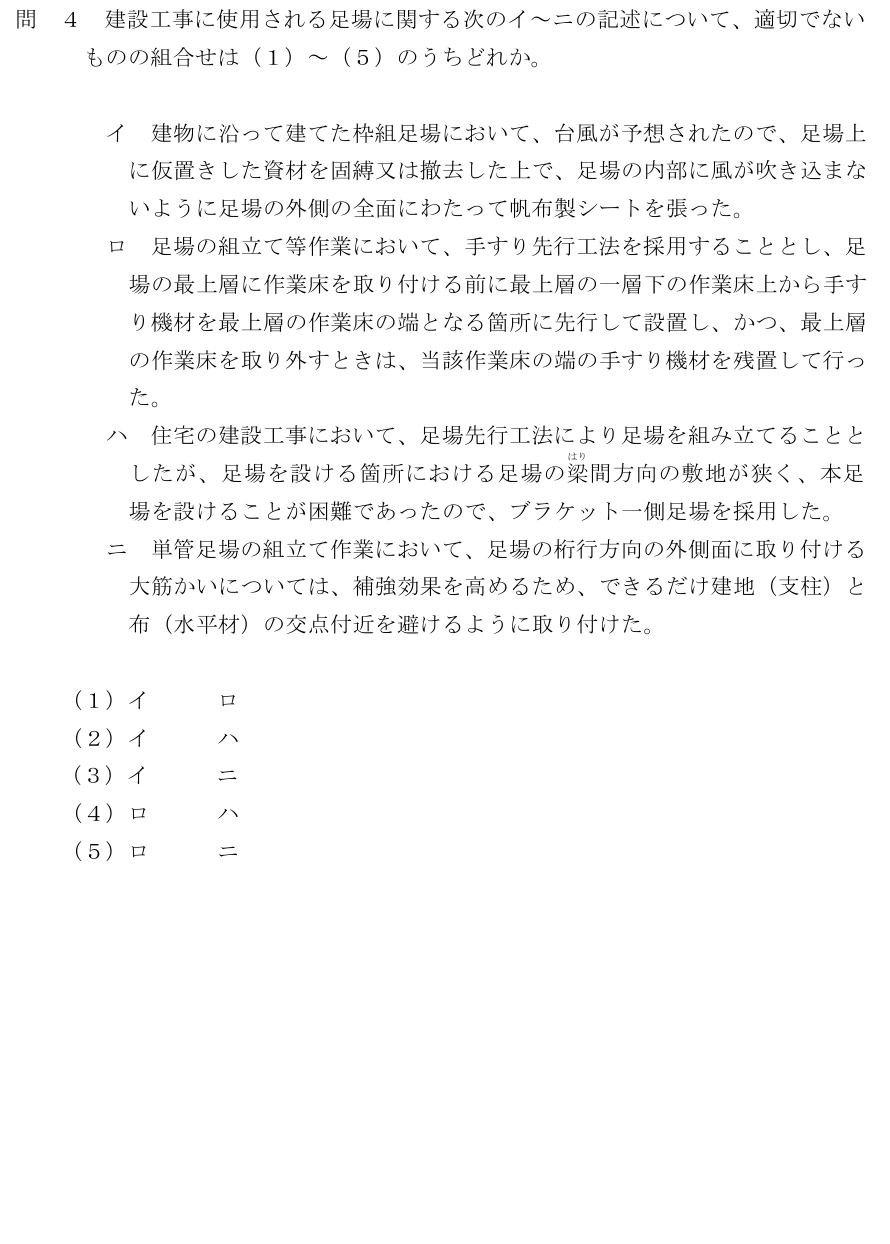 問　４　建設工事に使用される足場に関する次のイ～ニの記述について、適切でない
ものの組合せは（１）～（５）のうちどれか。
イ　建物に沿って建てた枠組足場において、台風が予想されたので、足場上
に仮置きした資材を固縛又は撤去した上で、足場の内部に風が吹き込まな
いように足場の外側の全面にわたって帆布製シートを張った。
ロ　足場の組立て等作業において、手すり先行工法を採用することとし、足
場の最上層に作業床を取り付ける前に最上層の一層下の作業床上から手す
り機材を最上層の作業床の端となる箇所に先行して設置し、かつ、最上層
の作業床を取り外すときは、当該作業床の端の手すり機材を残置して行っ
た。
ハ　住宅の建設工事において、足場先行工法により足場を組み立てることと
はり
したが、足場を設ける箇所における足場の梁間方向の敷地が狭く、本足
場を設けることが困難であったので、ブラケット一側足場を採用した。
ニ　単管足場の組立て作業において、足場の桁行方向の外側面に取り付ける
大筋かいについては、補強効果を高めるため、できるだけ建地（支柱）と
布（水平材）の交点付近を避けるように取り付けた。
（１）イ　　　ロ
（２）イ　　　ハ
（３）イ　　　ニ
（４）ロ　　　ハ
（５）ロ　　　ニ